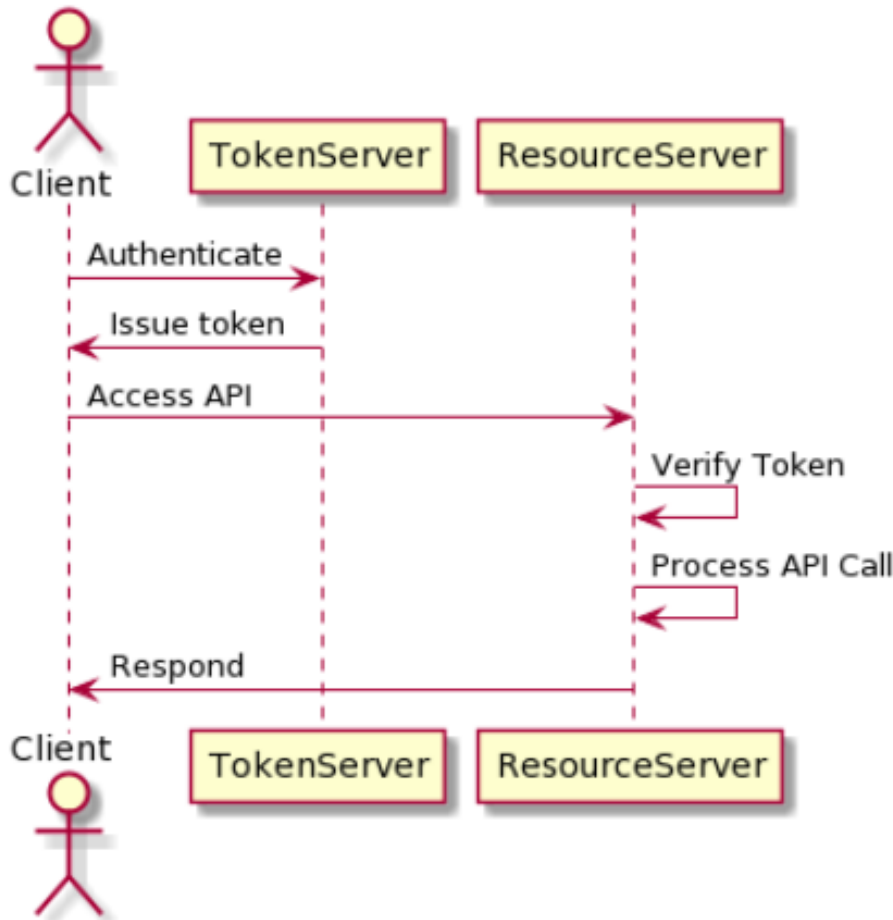 Client
TokenServer
ResourceServer
Authenticate
Issue token
Access API
Verify Token
Process API Call
Respond
Client
TokenServer
ResourceServer